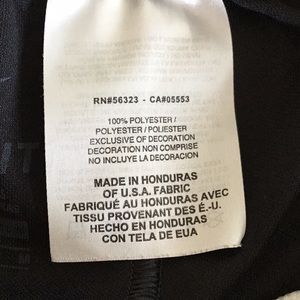 RN#56323 - CA#05553
100% POLYESTER /
POLYESTER / POLIESTER
EXCLUSIVE OF DECORATION
DECORATION NON COMPRISE
NO INCLUYE LA DECORACION
MADE IN HONDURAS
OF U.S.A. FABRIC
FABRIQUÉ AU HONDURAS AVEC
TISSU PROVENANT DES É.-U.
HECHO EN HONDURAS
CON TELA DE EUA